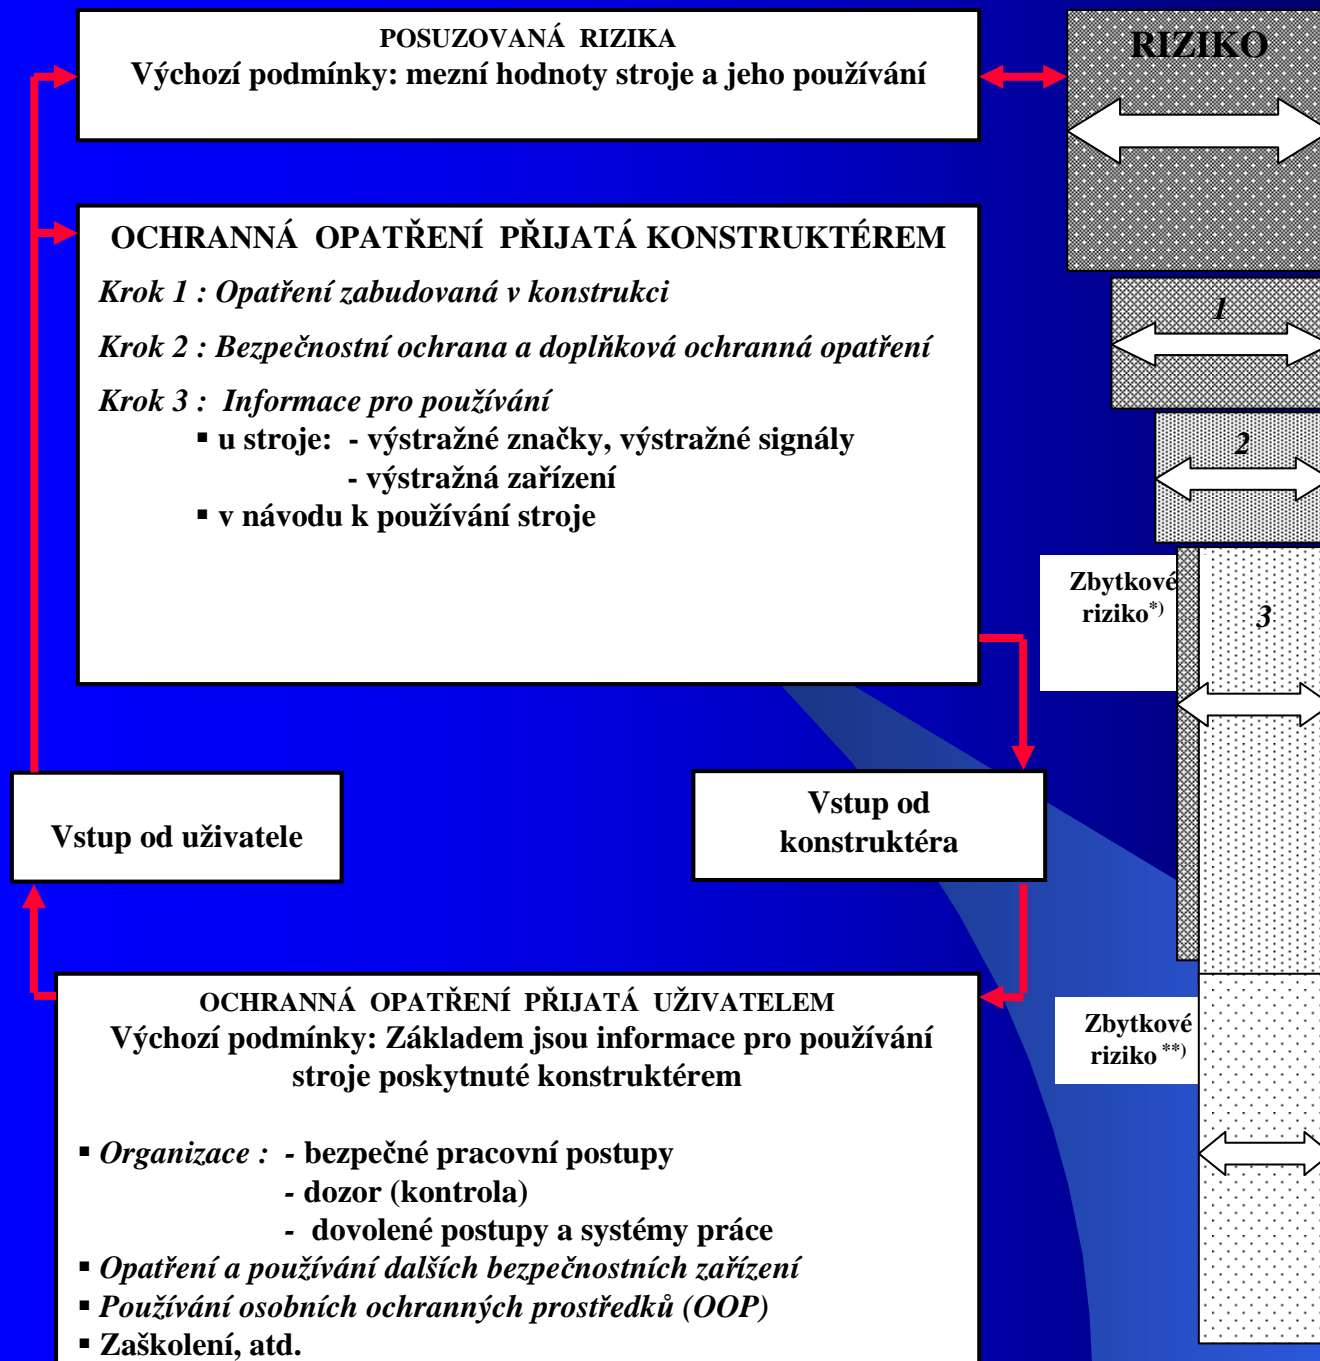 POSUZOVANÁ RIZIKA
Výchozí podmínky: mezní hodnoty stroje a jeho používání
RIZIKO
OCHRANNÁ OPATŘENÍ PŘIJATÁ KONSTRUKTÉREM
Krok 1 : Opatření zabudovaná v konstrukci
Krok 2 : Bezpečnostní ochrana a doplňková ochranná opatření
Krok 3 : Informace pro používání
▪ u stroje: - výstražné značky, výstražné signály
- výstražná zařízení
▪ v návodu k používání stroje
1
2
Zbytkové
riziko*)
3
Vstup od uživatele
Vstup od
konstruktéra
OCHRANNÁ OPATŘENÍ PŘIJATÁ UŽIVATELEM
Výchozí podmínky: Základem jsou informace pro používání
stroje poskytnuté konstruktérem
▪ Organizace : - bezpečné pracovní postupy
- dozor (kontrola)
- dovolené postupy a systémy práce
▪ Opatření a používání dalších bezpečnostních zařízení
▪ Používání osobních ochranných prostředků (OOP)
▪ Zaškolení, atd.
Zbytkové
riziko **)